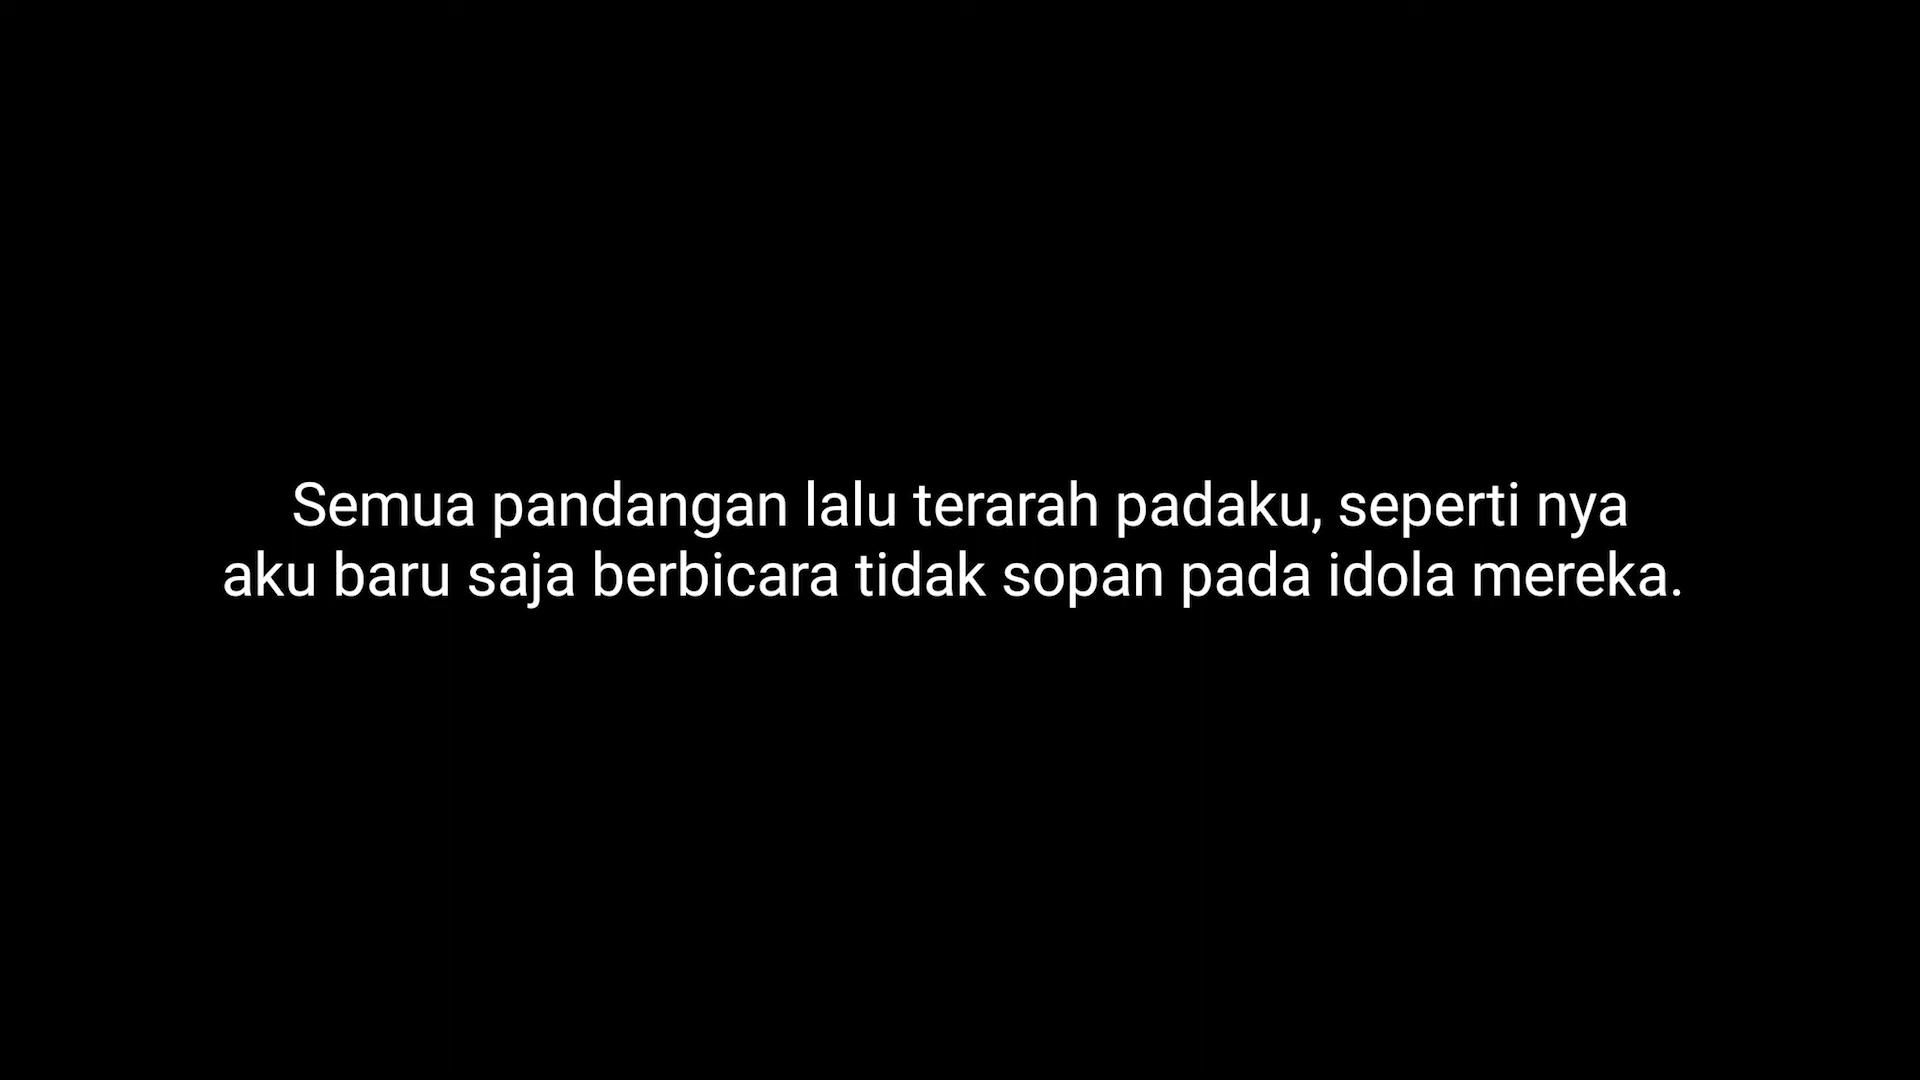 Semua pandangan lalu terarah padaku, seperti nya
aku baru saja berbicara tidak sopan pada idola mereka.